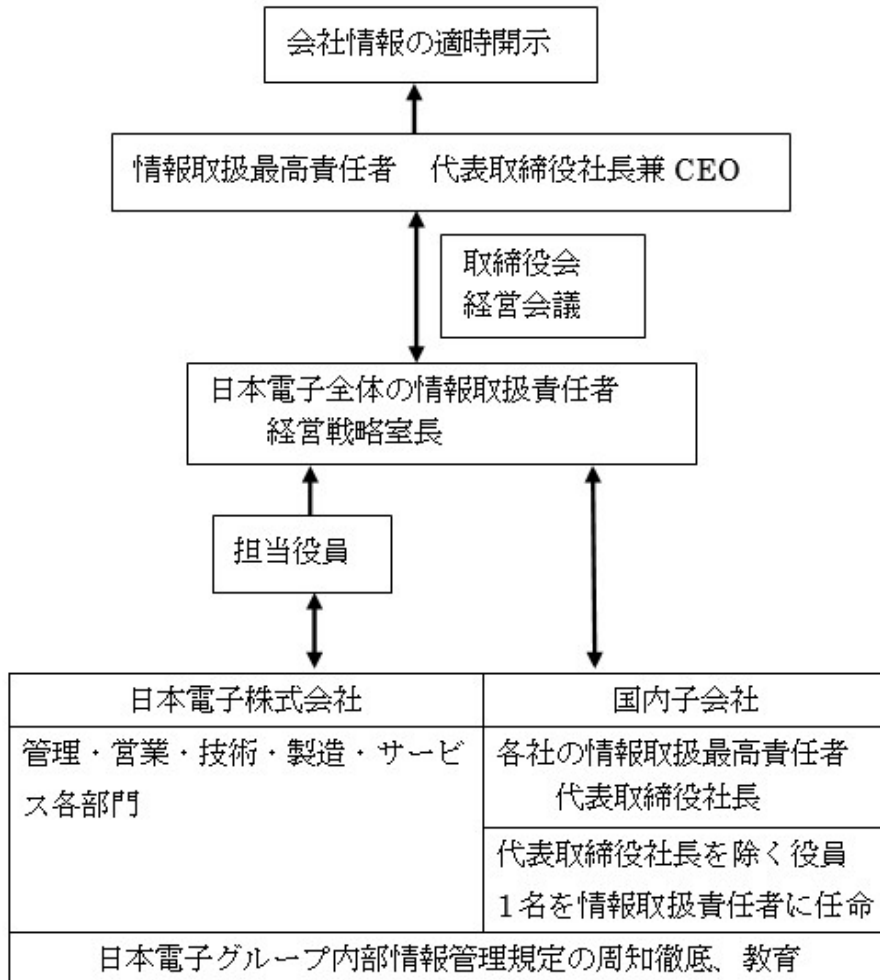 会社情報の適時開示
情報取扱最高責任者　代表取締役社長兼 CEO
取締役会
経営会議
日本電子全体の情報取扱責任者
経営戦略室長
担当役員
日本電子株式会社
管理・営業・技術・製造・サービ
ス各部門
国内子会社
各社の情報取扱最高責任者
代表取締役社長
代表取締役社長を除く役員
1名を情報取扱責任者に任命
日本電子グループ内部情報管理規定の周知徹底、教育